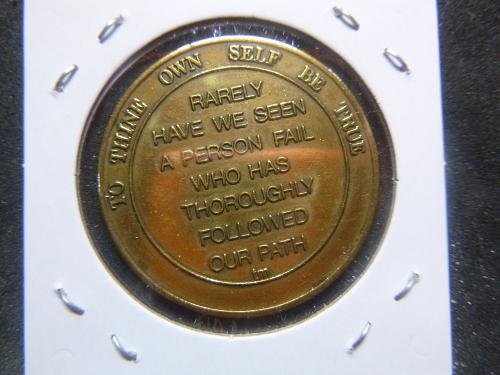 TO THINE OWN SELF BE TRUE
RARELY
HAVE WE SEEN
A PERSON FAIL
WHO HAS
THOROUGHLY
FOLLOWED
OUR PATH